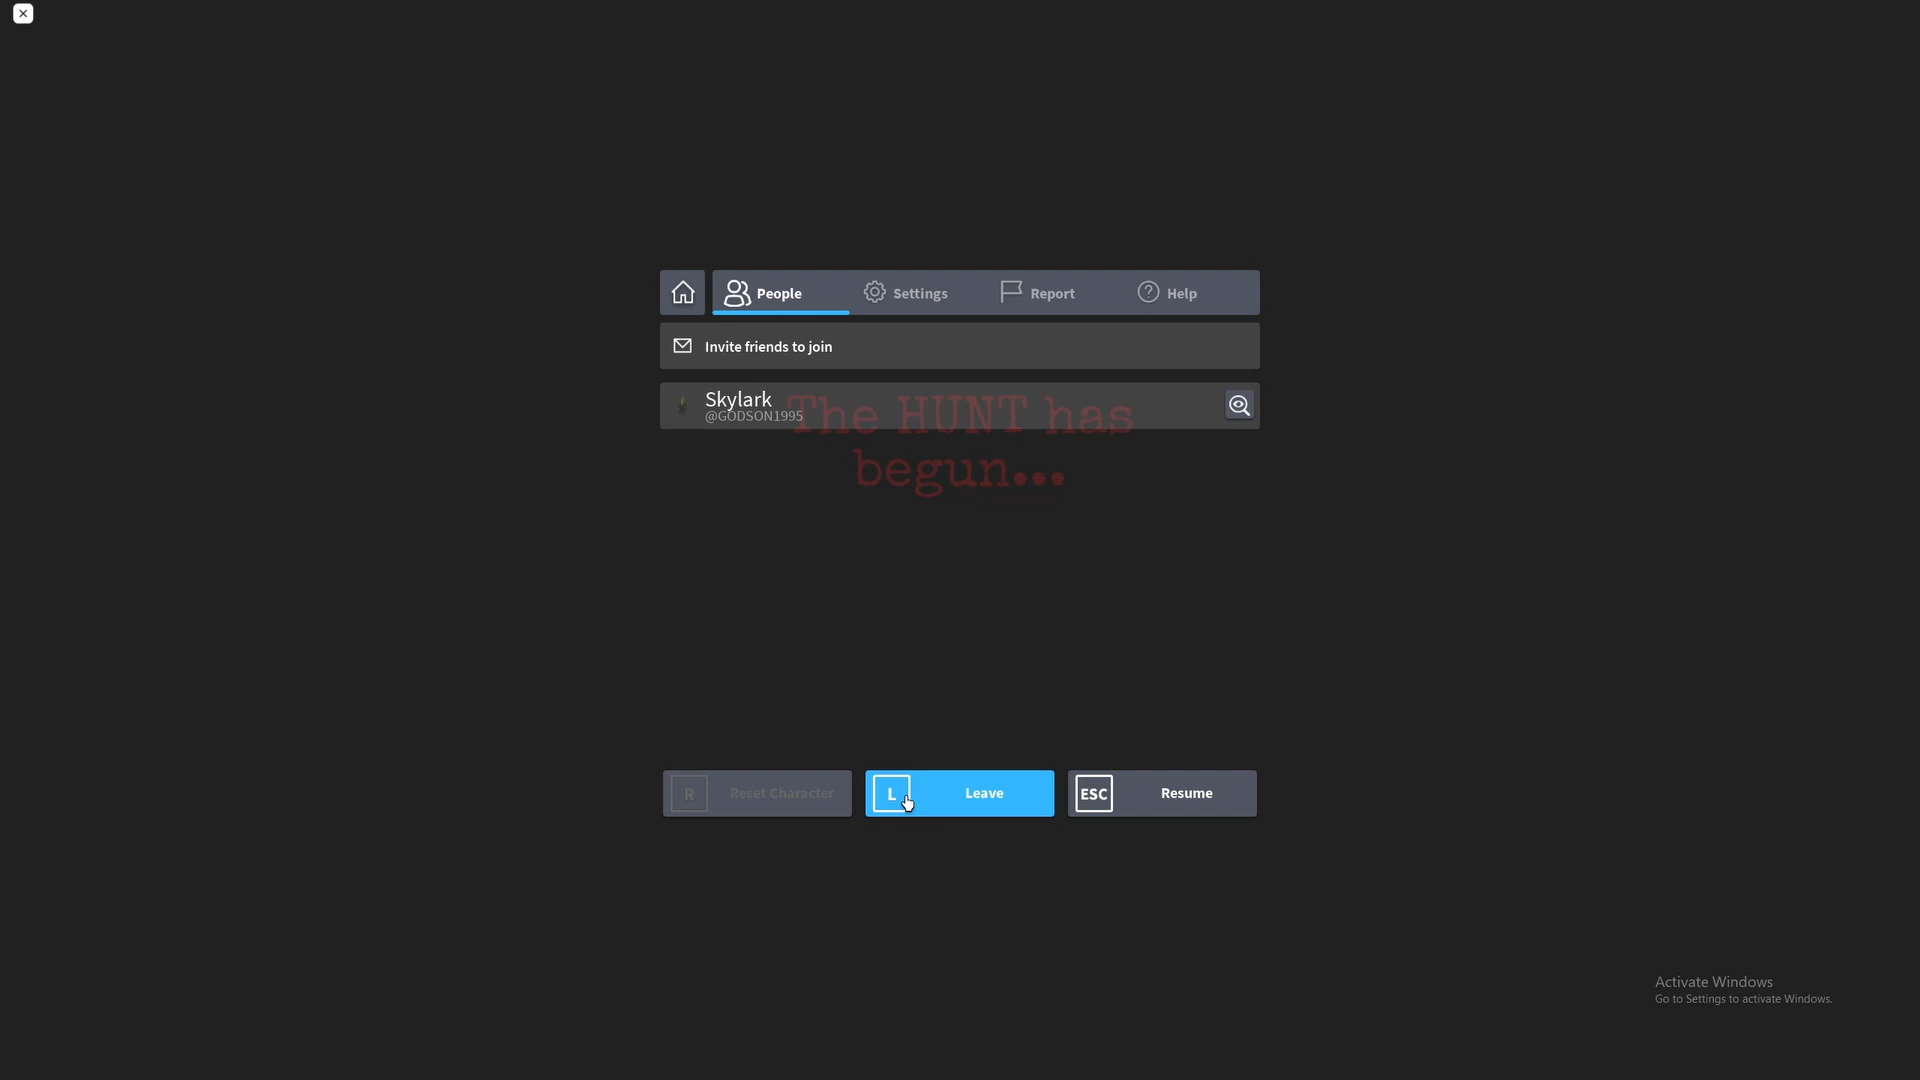 People
Settings
Report
Help
Invite friends to join
Skylark
@GODSON1995
The HUNT has
begun...
R
Reset Character
L
Leave
ESC
Resume
Activate Windows
Go to Settings to activate Windows.